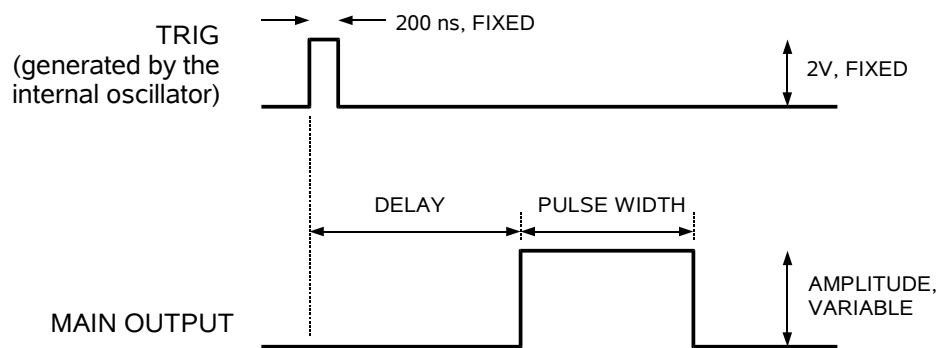 200 ns, FIXED
TRIG
(generated by the
internal oscillator)
2V, FIXED
DELAY
PULSE WIDTH
AMPLITUDE,
VARIABLE
MAIN OUTPUT